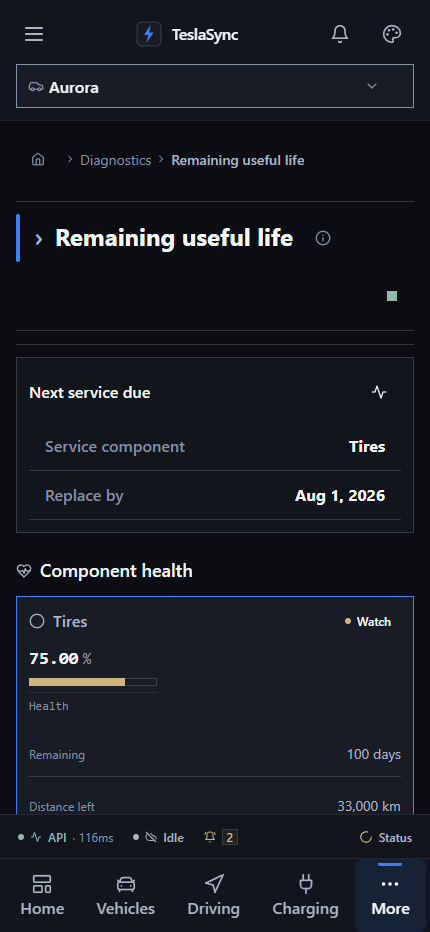 TeslaSync
Aurora
Diagnostics
Remaining useful life
Remaining useful life
Next service due
Service component Tires
Replace by Aug 1, 2026
Component health
Tires Watch
75.00 %
Health
Remaining 100 days
Distance left 33,000 km
API · 116ms Idle 2 Status
Home Vehicles Driving Charging More